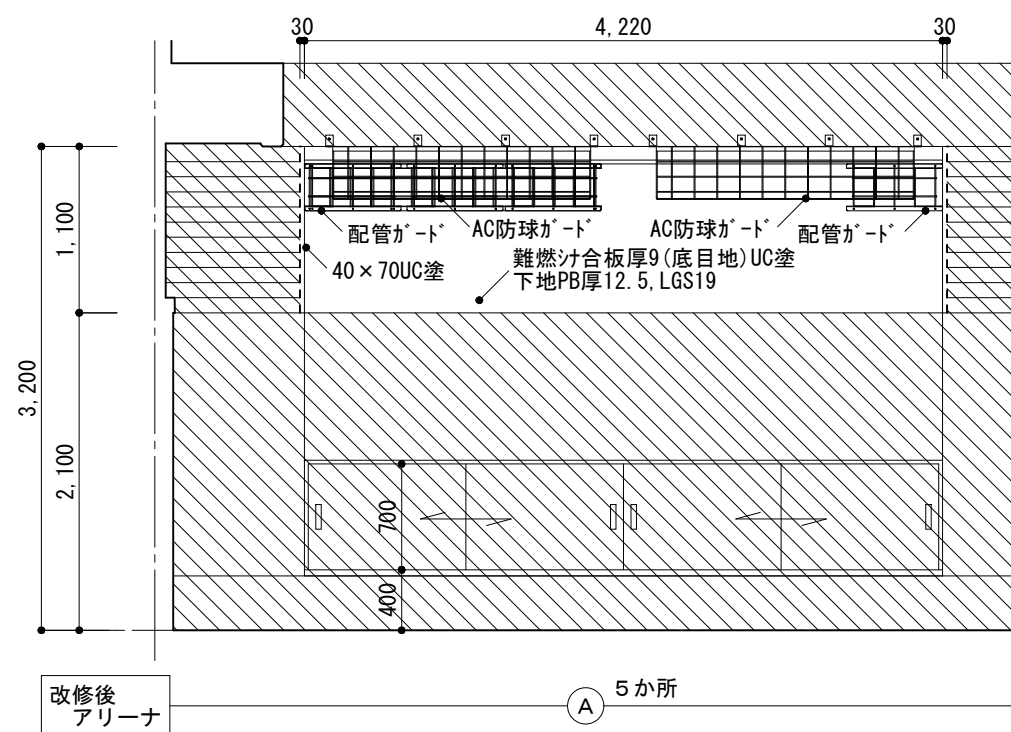 30
4,220
30
配管ｶﾞｰﾄﾞ
AC防球ｶﾞｰﾄﾞ
AC防球ｶﾞｰﾄﾞ
配管ｶﾞｰﾄﾞ
40×70UC塗
難燃ｼﾅ合板厚9(底目地)UC塗
下地PB厚12.5,LGS19
1,100
3,200
2,100
700
400
改修後
アリーナ
A
5か所